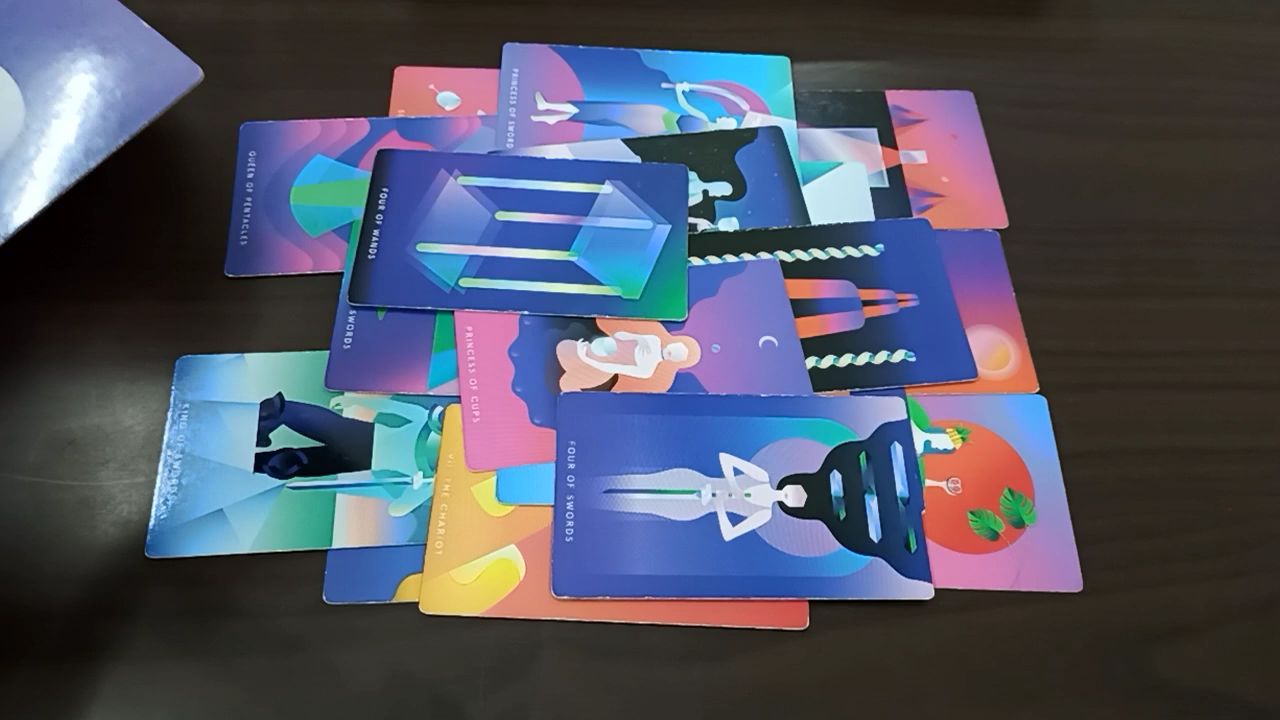 PRINCESS OF SWORD
QUEEN OF PENTACLES
FOUR OF WANDS
SWORDS
PRINCESS OF CUPS
KING OF SWORDS
VII THE CHARIOT
FOUR OF SWORDS